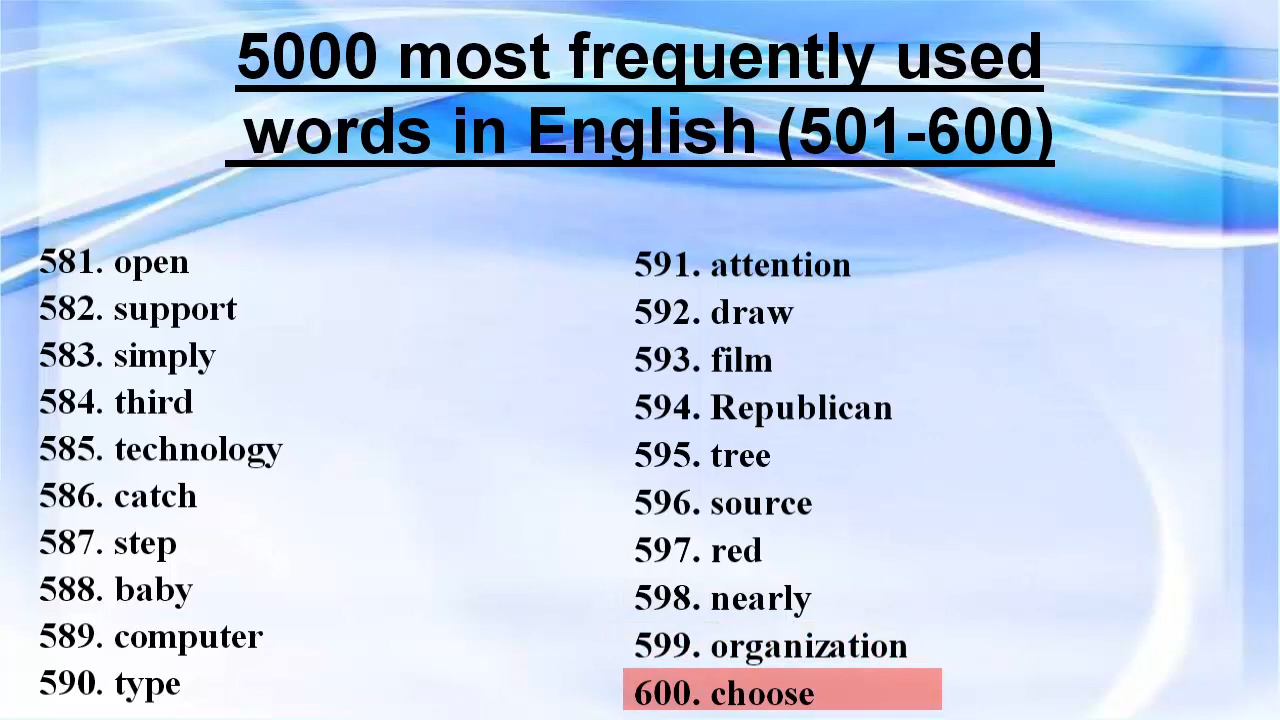 5000 most frequently used
words in English (501-600)
581. open
582. support
583. simply
584. third
585. technology
586. catch
587. step
588. baby
589. computer
590. type
591. attention
592. draw
593. film
594. Republican
595. tree
596. source
597. red
598. nearly
599. organization
600. choose